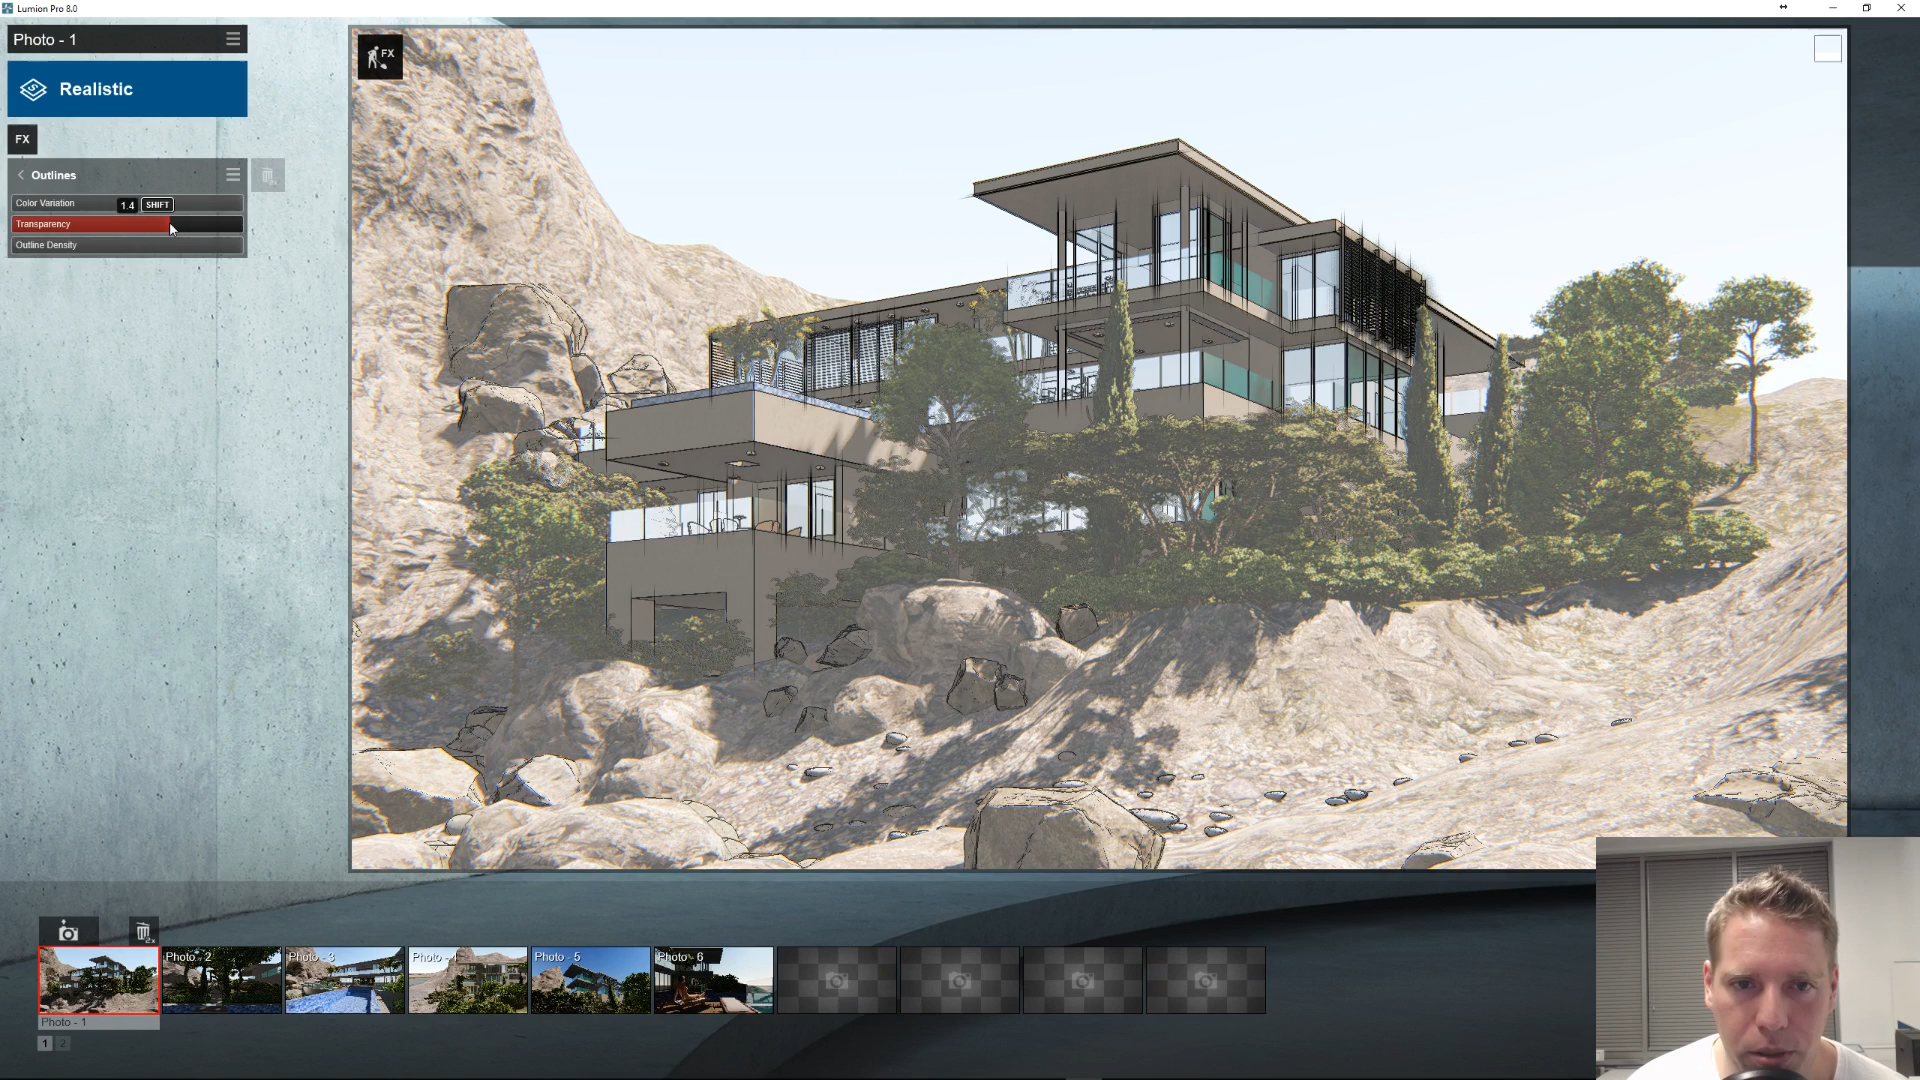 Lumion Pro 8.0
Photo - 1
Realistic
FX
FX
Outlines
Color Variation
1.4 SHIFT
Transparency
Outline Density
Photo - 2
Photo - 3
Photo -
Photo - 5
Photo - 6
Photo - 1
1 2